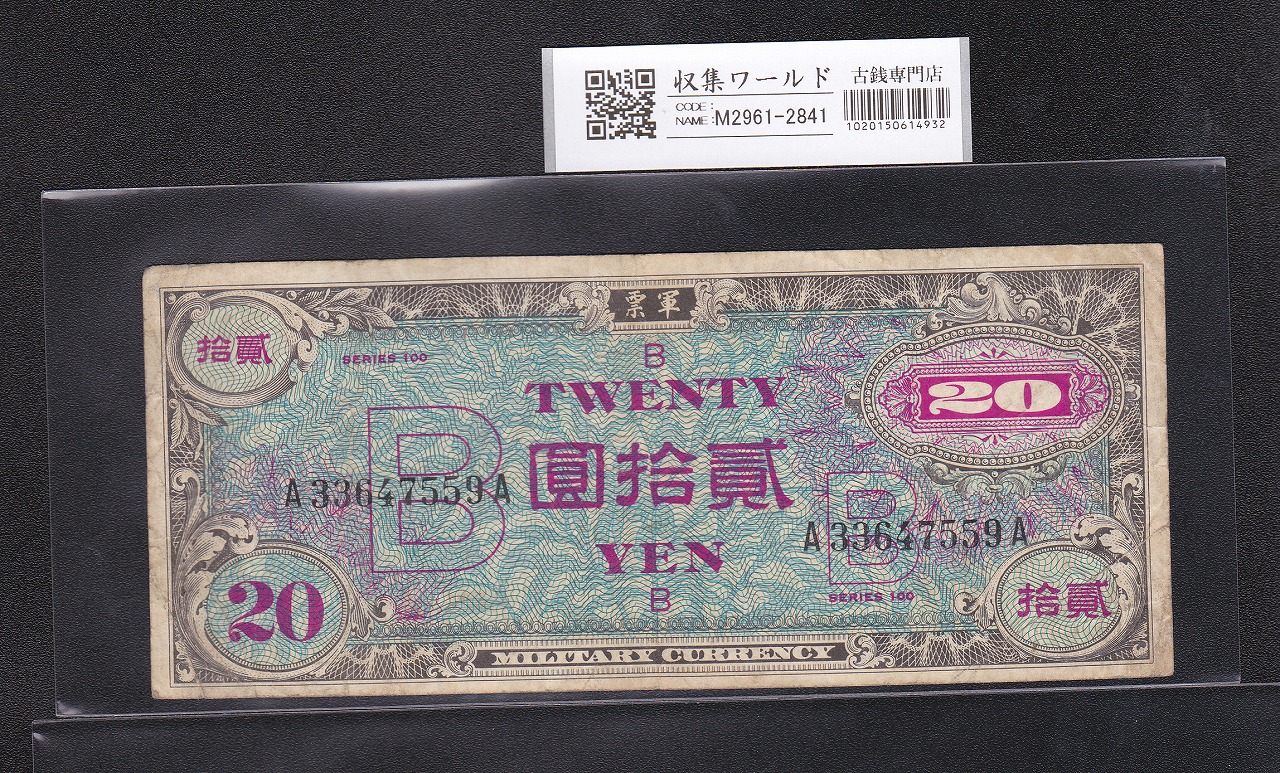 収集ワールド 古銭専門店
CODE:
NAME: M2961-2841
1020150614932
票軍
拾貳
SERIES 100
B
TWENTY
20
B
圓拾貳
A33647559A
B
A33647559A
YEN
SERIES 100
B
20
拾貳
MILITARY CURRENCY